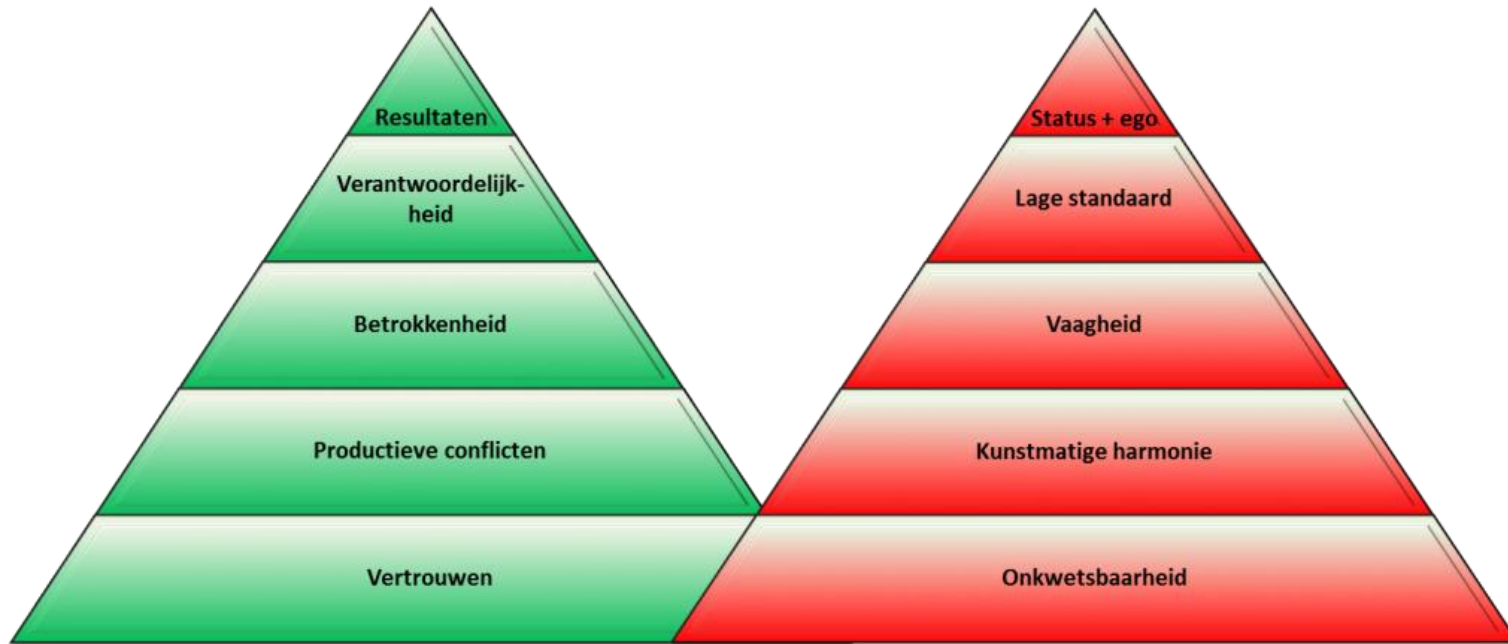 Resultaten
Verantwoordelijk-
heid
Betrokkenheid
Productieve conflicten
Vertrouwen
Status + ego
Lage standaard
Vaagheid
Kunstmatige harmonie
Onkwetsbaarheid